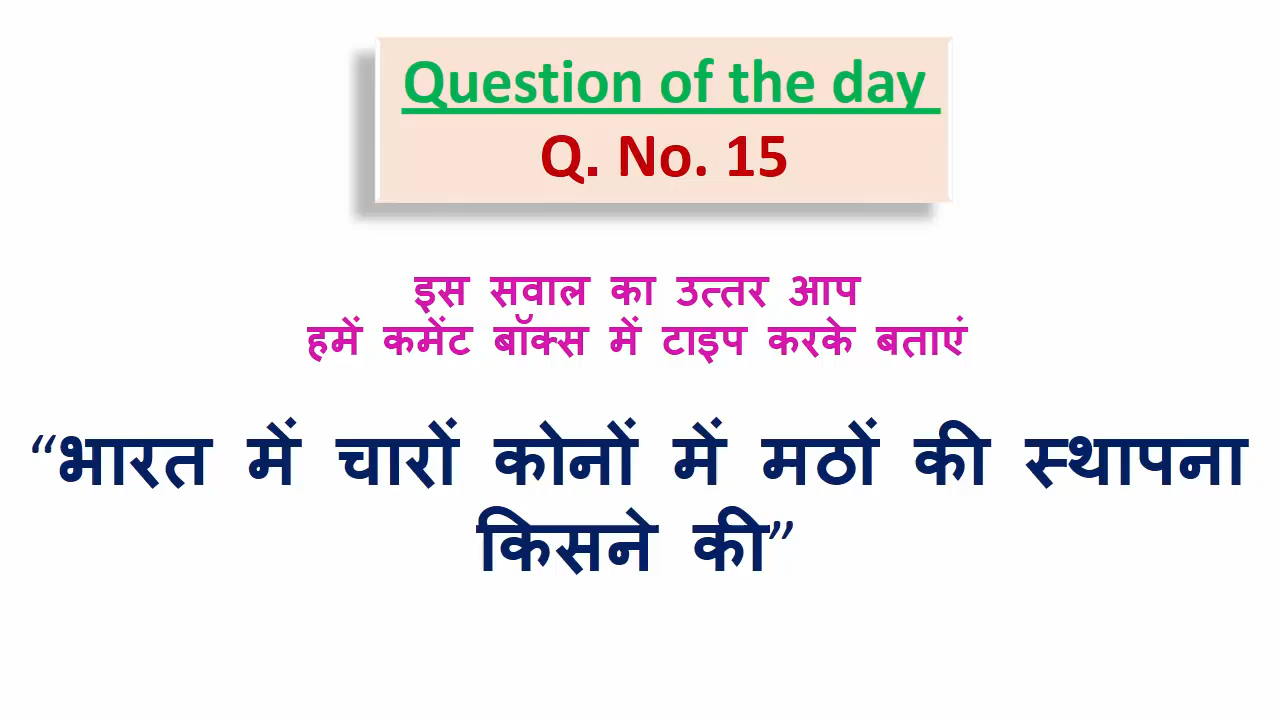 Question of the day
Q. No. 15
इस सवाल का उत्तर आप
हमें कमेंट बॉक्स में टाइप करके बताएं
“भारत में चारों कोनों में मठों की स्थापना
किसने की”